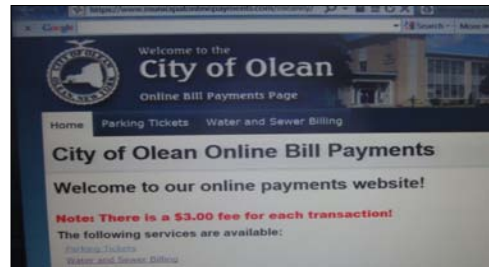 Google
Search
More
Welcome to the
City of Olean
Online Bill Payments Page
Home Parking Tickets Water and Sewer Billing
City of Olean Online Bill Payments
Welcome to our online payments website!
Note: There is a $3.00 fee for each transaction!
The following services are available:
Parking Tickets
Water and Sewer Billing